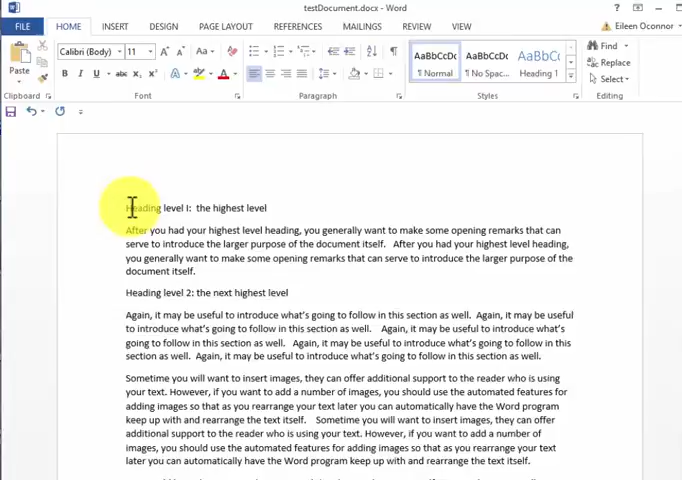 testDocument.docx - Word
FILE HOME INSERT DESIGN PAGE LAYOUT REFERENCES MAILINGS REVIEW VIEW Eileen Oconnor
Calibri (Body) 11 Aa AaBbCcDc AaBbCcDc AaBbCc Find
Paste ¶ Normal ¶ No Spac... Heading 1 Replace
B I U abc X₂ X² A A Select
Clipboard Font Paragraph Styles Editing
Heading level I:  the highest level
After you had your highest level heading, you generally want to make some opening remarks that can
serve to introduce the larger purpose of the document itself.   After you had your highest level heading,
you generally want to make some opening remarks that can serve to introduce the larger purpose of the
document itself.
Heading level 2: the next highest level
Again, it may be useful to introduce what's going to follow in this section as well.  Again, it may be useful
to introduce what's going to follow in this section as well.   Again, it may be useful to introduce what's
going to follow in this section as well.   Again, it may be useful to introduce what's going to follow in this
section as well.  Again, it may be useful to introduce what's going to follow in this section as well.
Sometime you will want to insert images, they can offer additional support to the reader who is using
your text. However, if you want to add a number of images, you should use the automated features for
adding images so that as you rearrange your text later you can automatically have the Word program
keep up with and rearrange the text itself.   Sometime you will want to insert images, they can offer
additional support to the reader who is using your text. However, if you want to add a number of
images, you should use the automated features for adding images so that as you rearrange your text
later you can automatically have the Word program keep up with and rearrange the text itself.